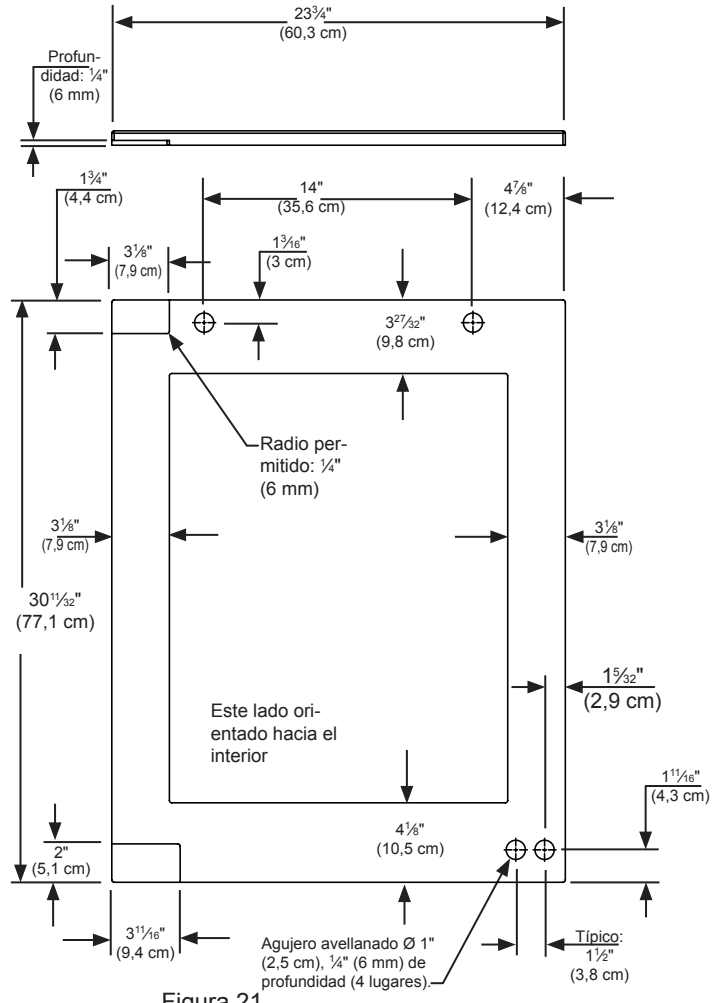 23¾"
(60,3 cm)
Profun-
didad: ¼"
(6 mm)
1¾"
(4,4 cm)
14"
(35,6 cm)
4⅞"
(12,4 cm)
3⅛"
(7,9 cm)
1³⁄₁₆"
(3 cm)
3²⁷⁄₃₂"
(9,8 cm)
Radio per-
mitido: ¼"
(6 mm)
3⅛"
(7,9 cm)
3⅛"
(7,9 cm)
30¹¹⁄₃₂"
(77,1 cm)
1⁵⁄₃₂"
(2,9 cm)
Este lado ori-
entado hacia el
interior
1¹¹⁄₁₆"
(4,3 cm)
4⅛"
(10,5 cm)
2"
(5,1 cm)
3¹¹⁄₁₆"
(9,4 cm)
Agujero avellanado Ø 1"
(2,5 cm), ¼" (6 mm) de
profundidad (4 lugares).
Típico:
1½"
(3,8 cm)
Figura 21